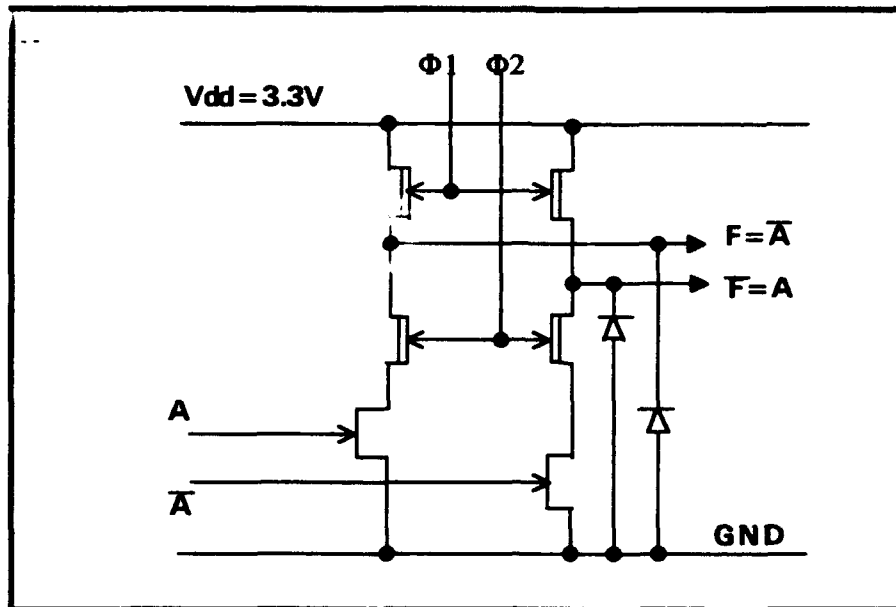 Φ1 Φ2
Vdd = 3.3V
F = A̅
F̅ = A
A
A̅
GND